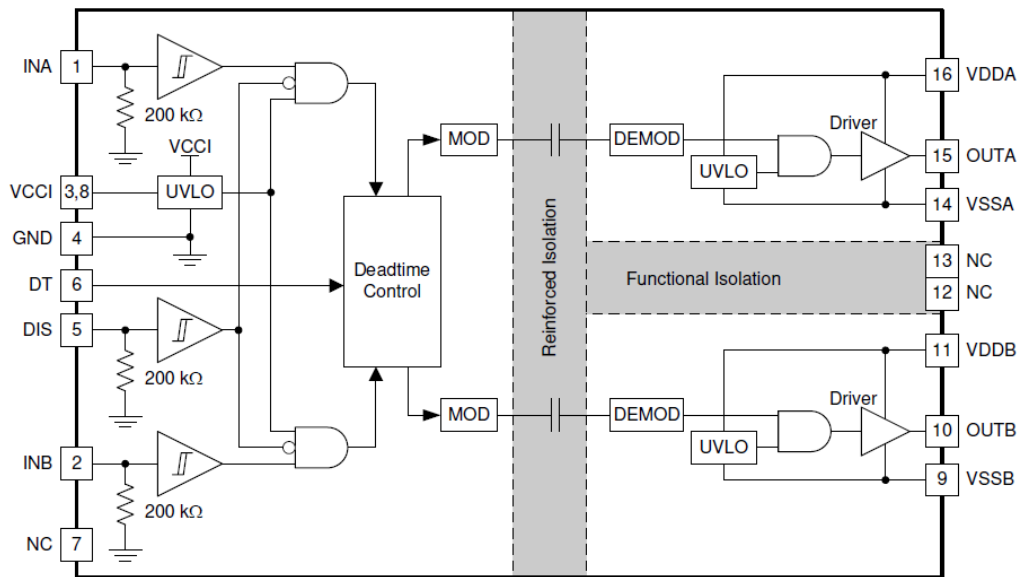 INA
1
200 kΩ
VCCI
VCCI
3,8
UVLO
GND
4
DT
6
DIS
5
200 kΩ
INB
2
200 kΩ
NC
7
Deadtime
Control
MOD
MOD
Reinforced Isolation
Functional Isolation
DEMOD
UVLO
Driver
16
VDDA
15
OUTA
14
VSSA
13
NC
12
NC
DEMOD
UVLO
Driver
11
VDDB
10
OUTB
9
VSSB